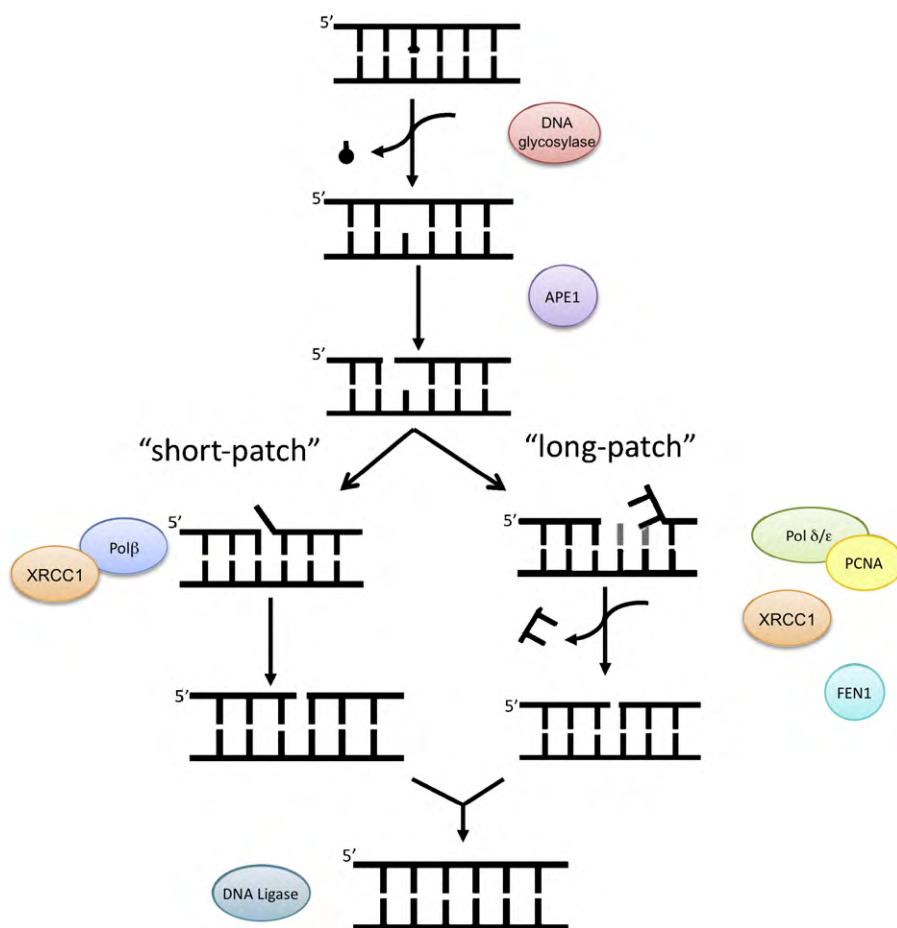 5’
DNA
glycosylase
5’
APE1
5’
“short-patch”
“long-patch”
5’
Polβ
XRCC1
5’
Pol δ/ε
PCNA
XRCC1
5’
5’
FEN1
5’
DNA Ligase